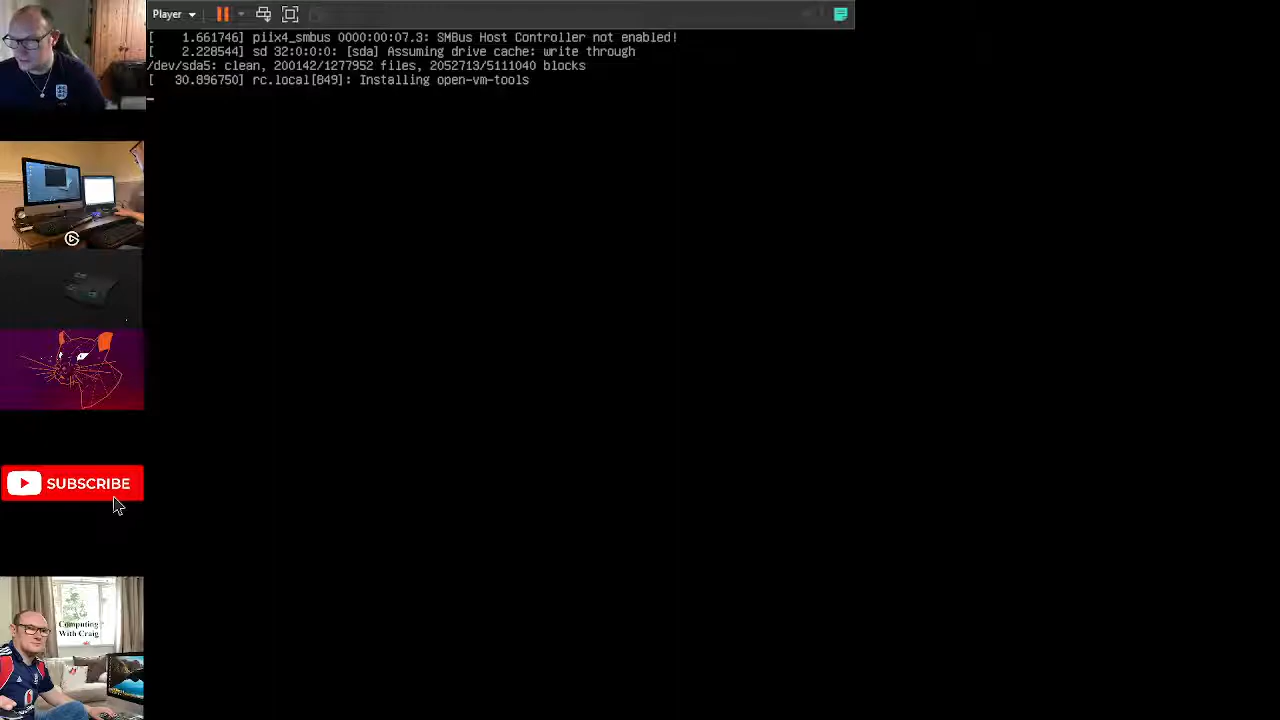 Player
[    1.661746] piix4_smbus 0000:00:07.3: SMBus Host Controller not enabled!
[    2.228544] sd 32:0:0:0: [sda] Assuming drive cache: write through
/dev/sda5: clean, 200142/1277952 files, 2052713/5111040 blocks
[   30.896750] rc.local[849]: Installing open-vm-tools
SUBSCRIBE
Computing
With Craig